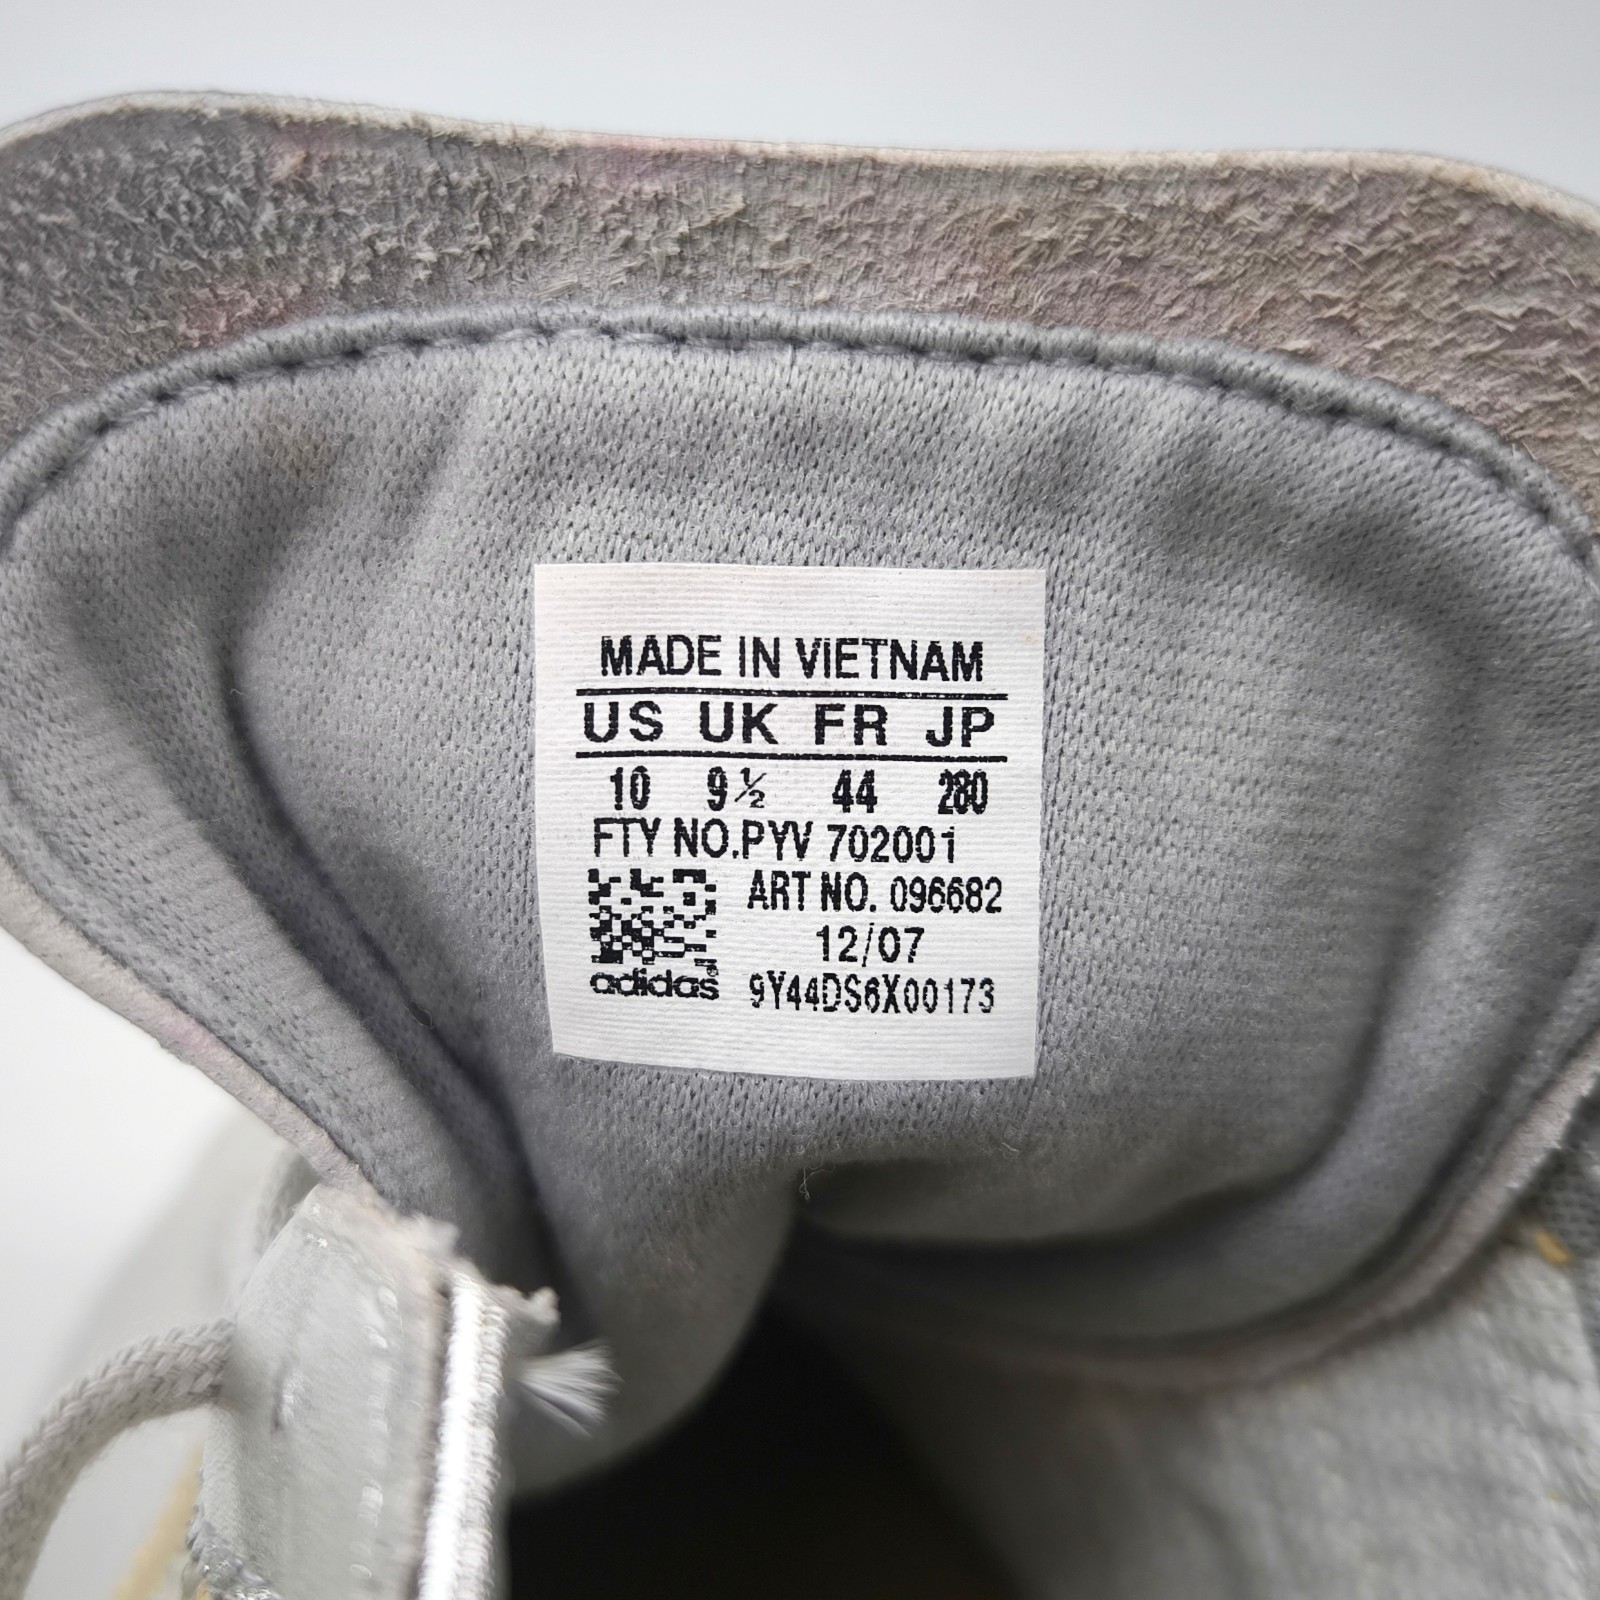 MADE IN VIETNAM
US UK FR JP
10 9½ 44 280
FTY NO.PYV 702001
ART NO. 096682
12/07
adidas® 9Y44DS6X00173